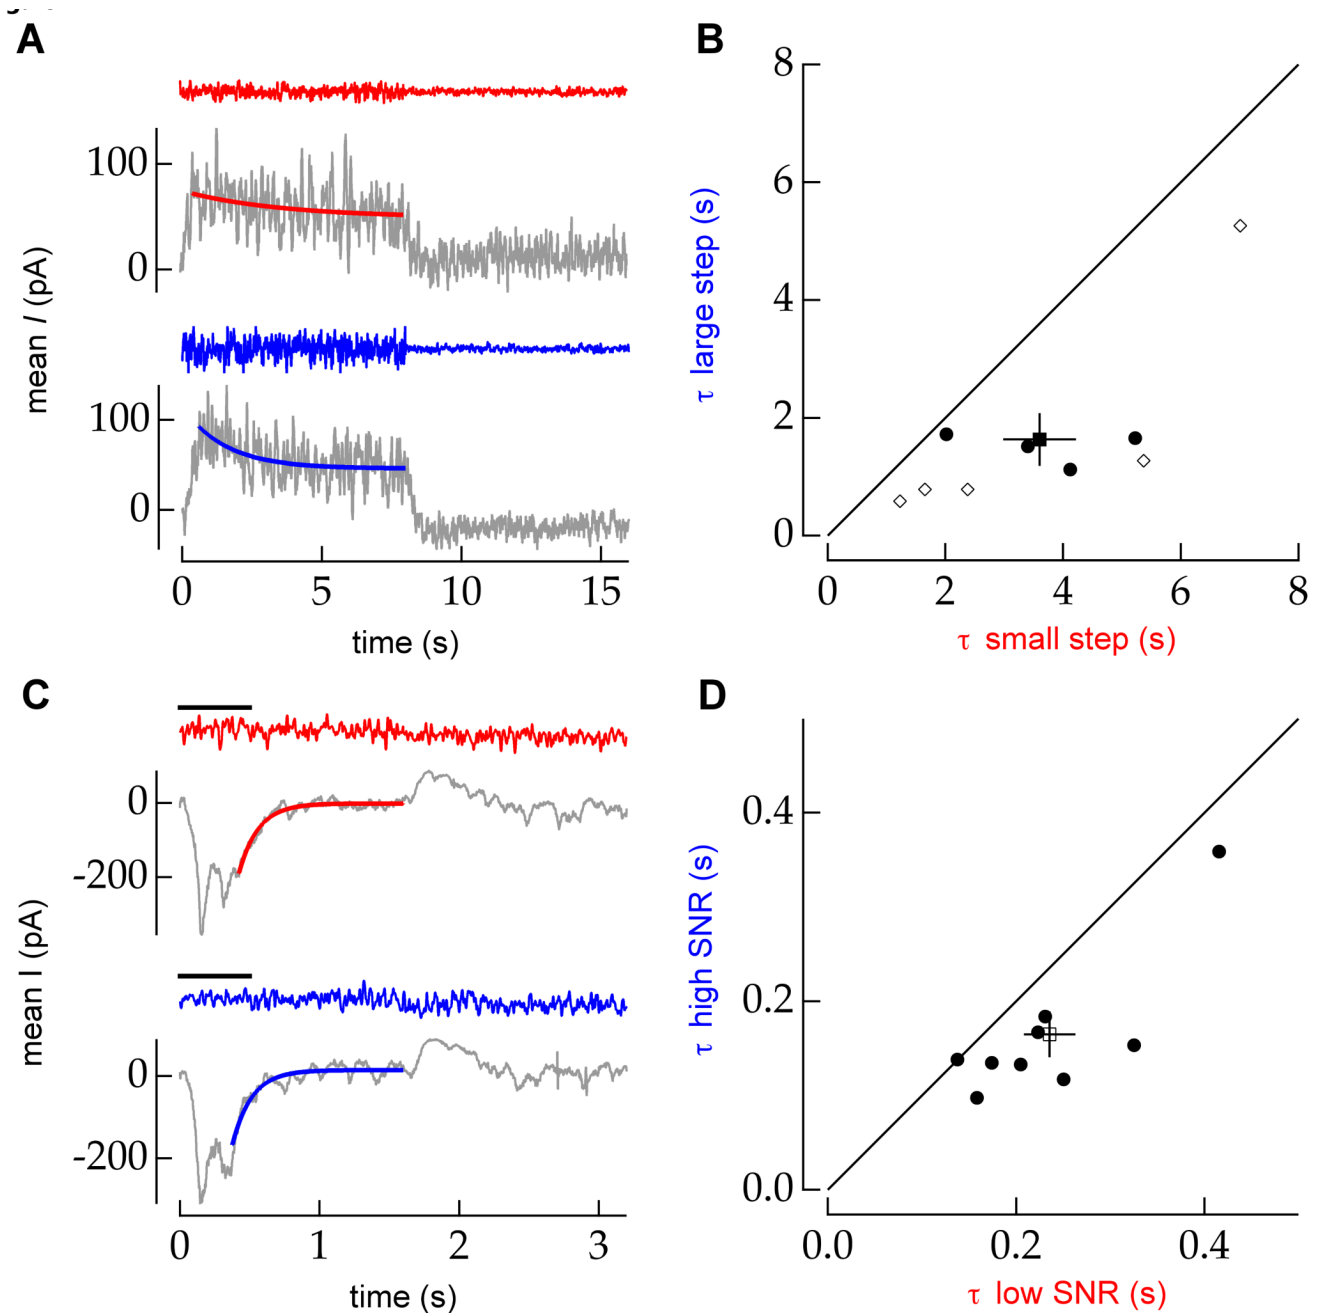 A
100
0
100
0
mean I (pA)
0 5 10 15
time (s)
B
8
6
4
2
0
τ large step (s)
0 2 4 6 8
τ small step (s)
C
0
-200
0
-200
mean I (pA)
0 1 2 3
time (s)
D
0.4
0.2
0.0
τ high SNR (s)
0.0 0.2 0.4
τ low SNR (s)